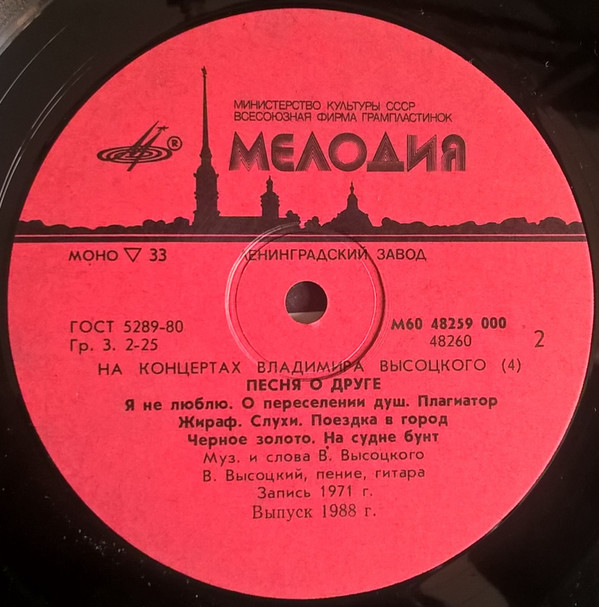 МИНИСТЕРСТВО КУЛЬТУРЫ СССР
ВСЕСОЮЗНАЯ ФИРМА ГРАМПЛАСТИНОК
®
МЕЛОДИЯ
МОНО ▽ 33
ЛЕНИНГРАДСКИЙ ЗАВОД
ГОСТ 5289-80
Гр. 3. 2-25
М60 48259 000
48260
2
НА КОНЦЕРТАХ ВЛАДИМИРА ВЫСОЦКОГО (4)
ПЕСНЯ О ДРУГЕ
Я не люблю. О переселении душ. Плагиатор
Жираф. Слухи. Поездка в город
Черное золото. На судне бунт
Муз. и слова В. Высоцкого
В. Высоцкий, пение, гитара
Запись 1971 г.
Выпуск 1988 г.